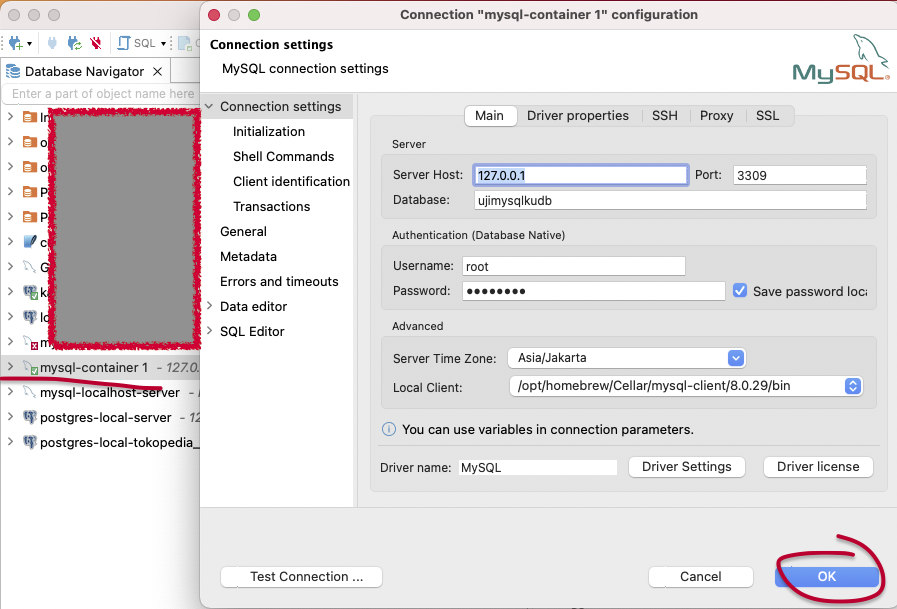 Connection "mysql-container 1" configuration
SQL
Database Navigator
Enter a part of object name here
mysql-container 1 - 127.0.
mysql-localhost-server -
postgres-local-server - 12
postgres-local-tokopedia_
Connection settings
MySQL connection settings
MySQL®
Connection settings
Initialization
Shell Commands
Client identification
Transactions
General
Metadata
Errors and timeouts
Data editor
SQL Editor
Main Driver properties SSH Proxy SSL
Server
Server Host: 127.0.0.1 Port: 3309
Database: ujimysqlkudb
Authentication (Database Native)
Username: root
Password: ●●●●●●●● Save password loca
Advanced
Server Time Zone: Asia/Jakarta
Local Client: /opt/homebrew/Cellar/mysql-client/8.0.29/bin
You can use variables in connection parameters.
Driver name: MySQL Driver Settings Driver license
Test Connection ... Cancel OK